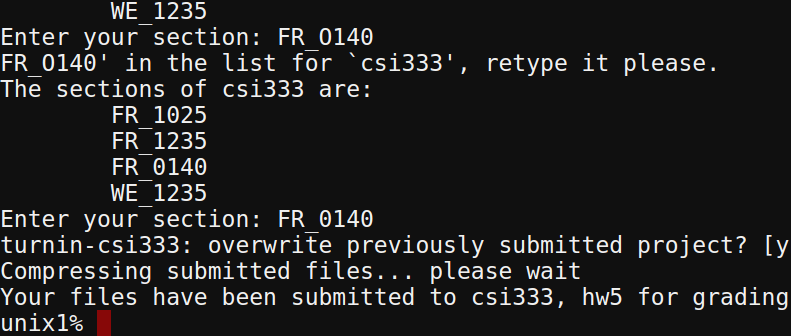 WE_1235
Enter your section: FR_O140
FR_O140' in the list for `csi333', retype it please.
The sections of csi333 are:
FR_1025
FR_1235
FR_0140
WE_1235
Enter your section: FR_0140
turnin-csi333: overwrite previously submitted project? [y
Compressing submitted files... please wait
Your files have been submitted to csi333, hw5 for grading
unix1%